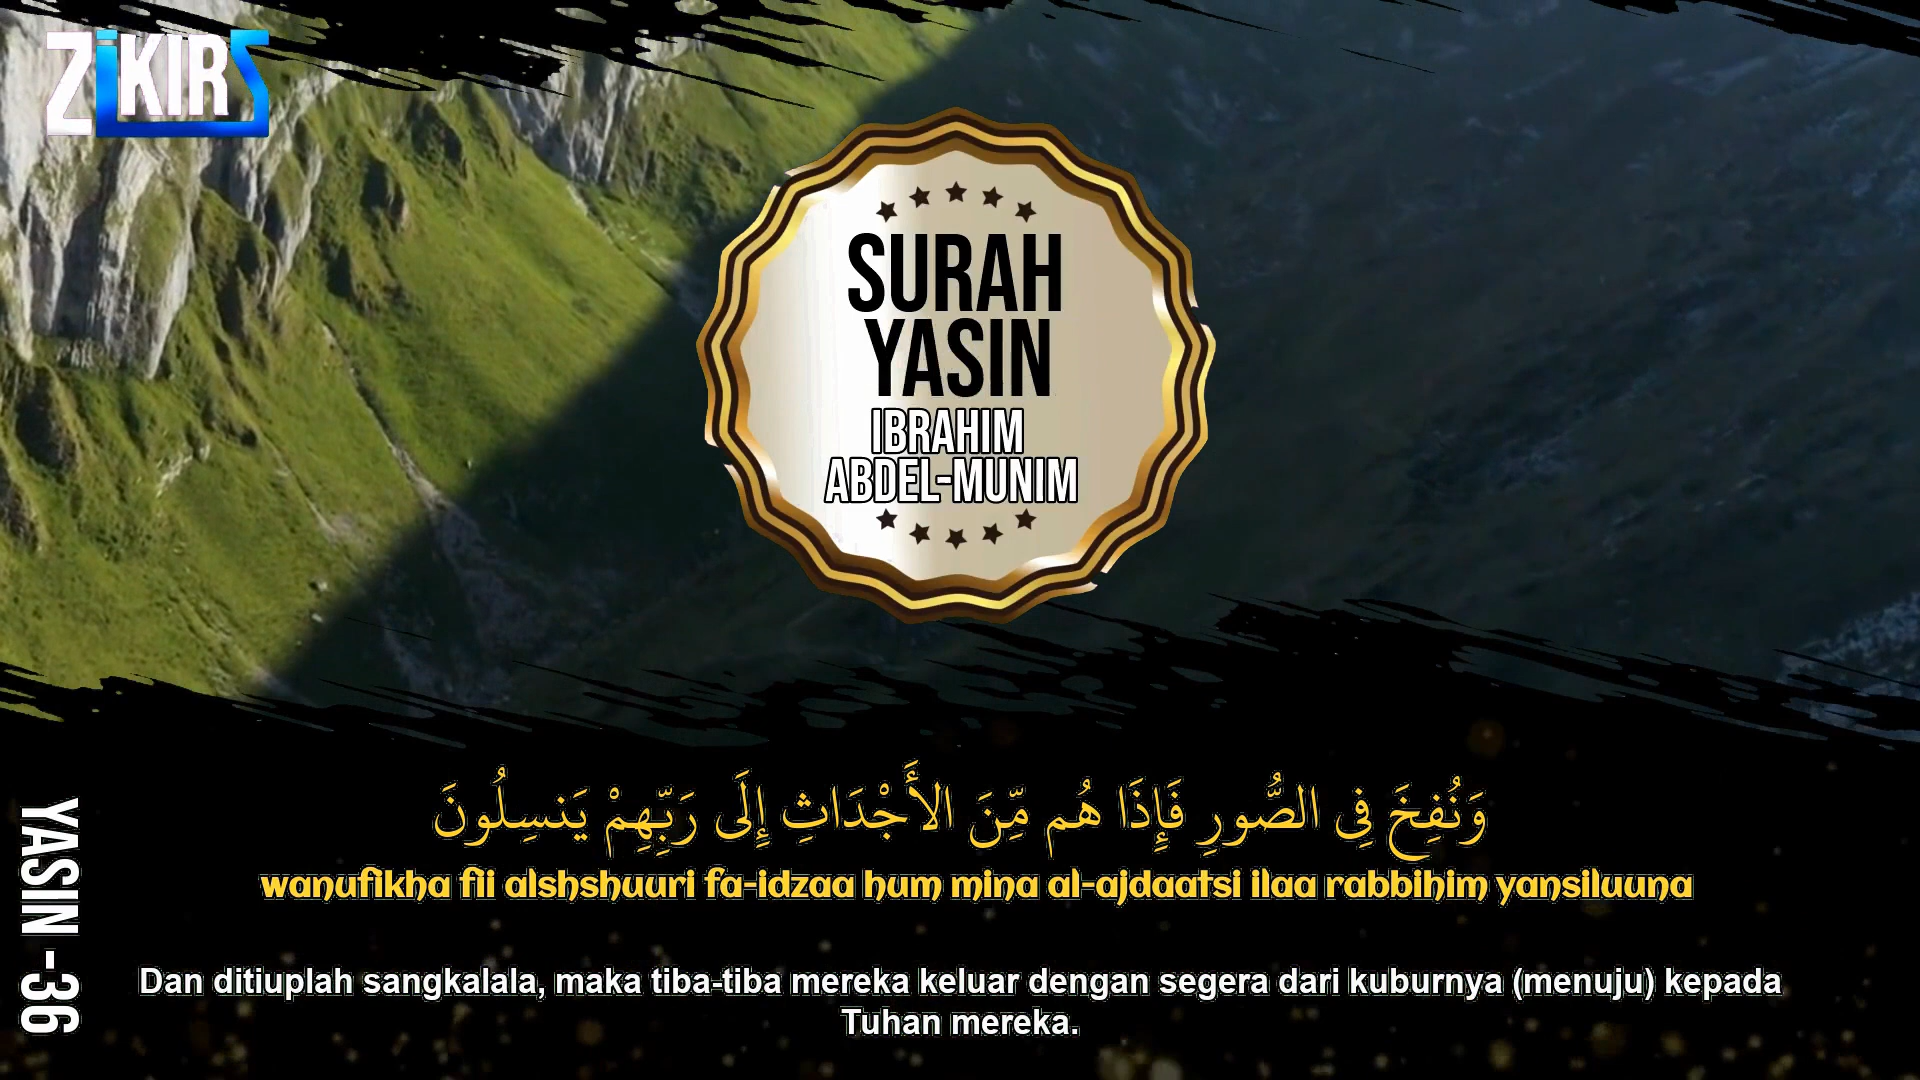 ZIKIRS
SURAH
YASIN
IBRAHIM
ABDEL-MUNIM
وَنُفِخَ فِى الصُّورِ فَإِذَا هُم مِّنَ الأَجْدَاثِ إِلَى رَبِّهِمْ يَنسِلُونَ
wanufikha fii alshshuuri fa-idzaa hum mina al-ajdaatsi ilaa rabbihim yansiluuna
Dan ditiuplah sangkalala, maka tiba-tiba mereka keluar dengan segera dari kuburnya (menuju) kepada
Tuhan mereka.
YASIN -36